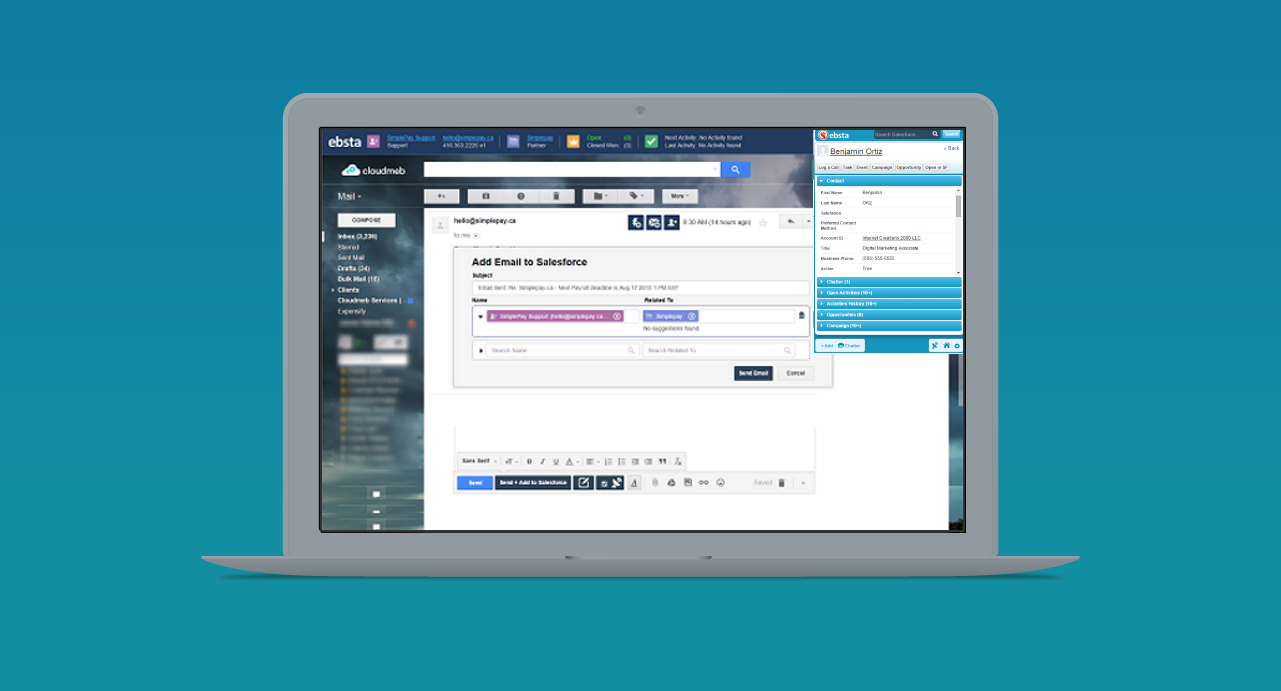 ebsta
SimplePay Support
Support
hello@simplepay.ca
416.363.2226 x1
Simplepay
Partner
Open (0)
Closed Won. (0)
Next Activity: No Activity found
Last Activity: No Activity found
cloudmeb
Mail
More
COMPOSE
Inbox (3,236)
Starred
Sent Mail
Drafts (34)
Bulk Mail (16)
Clients
Cloudmeb Services (...
Expensify
hello@simplepay.ca
8:30 AM (14 hours ago)
to me
Add Email to Salesforce
Subject
Email Sent: Re: Simplepay.ca - Next Payroll deadline is Aug 17 2015 1 PM EST
Name Related To
SimplePay Support (hello@simplepay.ca... Simplepay
No suggestions found
Search Name Search Related To
Send Email Cancel
Sans Serif
Send Send + Add to Salesforce Saved
ebsta Search Salesforce Search
Benjamin Ortiz « Back
Log a Call Task Event Campaign Opportunity Open in SF
Contact
First Name Benjamin
Last Name Ortiz
Salutation
Preferred Contact
Method
Account ID Internet Creations 2000 LLC
Title Digital Marketing Associate
Business Phone (555) 555-5555
Active True
Chatter (1)
Open Activities (10+)
Activities History (10+)
Opportunities (0)
Campaign (10+)
+ Add Chatter